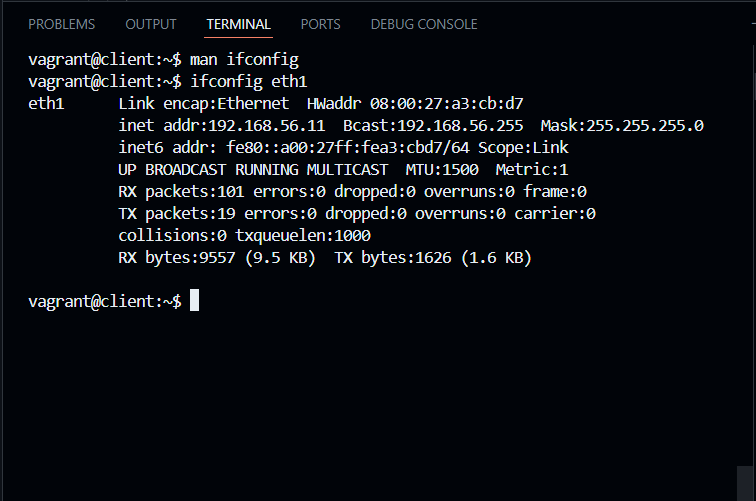 PROBLEMS OUTPUT TERMINAL PORTS DEBUG CONSOLE
vagrant@client:~$ man ifconfig
vagrant@client:~$ ifconfig eth1
eth1      Link encap:Ethernet  HWaddr 08:00:27:a3:cb:d7
          inet addr:192.168.56.11  Bcast:192.168.56.255  Mask:255.255.255.0
          inet6 addr: fe80::a00:27ff:fea3:cbd7/64 Scope:Link
          UP BROADCAST RUNNING MULTICAST  MTU:1500  Metric:1
          RX packets:101 errors:0 dropped:0 overruns:0 frame:0
          TX packets:19 errors:0 dropped:0 overruns:0 carrier:0
          collisions:0 txqueuelen:1000
          RX bytes:9557 (9.5 KB)  TX bytes:1626 (1.6 KB)
vagrant@client:~$